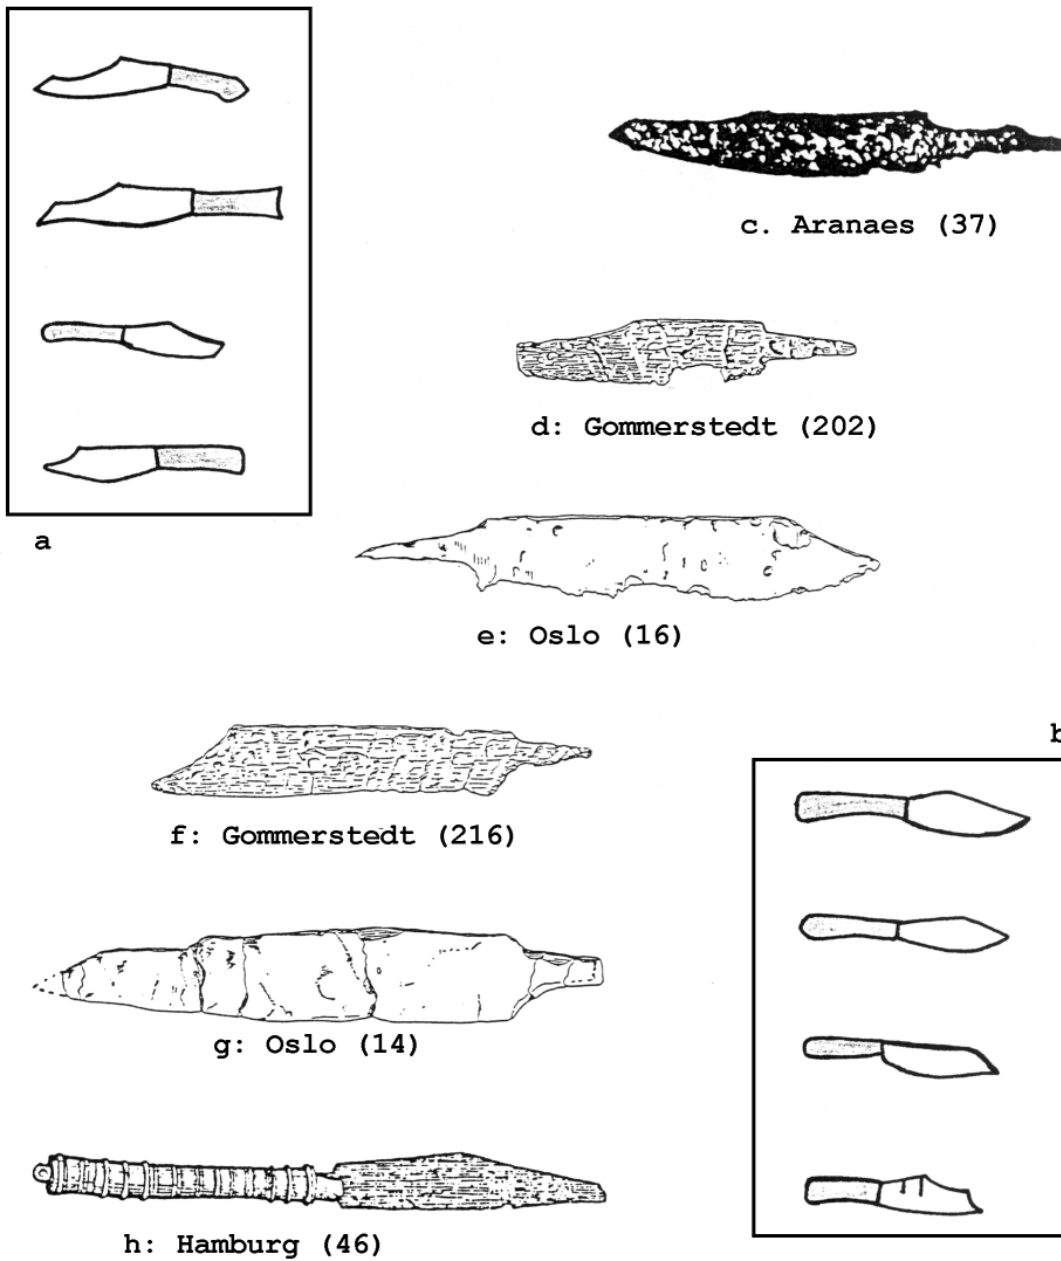 c. Aranaes (37)
d: Gommerstedt (202)
a
e: Oslo (16)
b
f: Gommerstedt (216)
g: Oslo (14)
h: Hamburg (46)